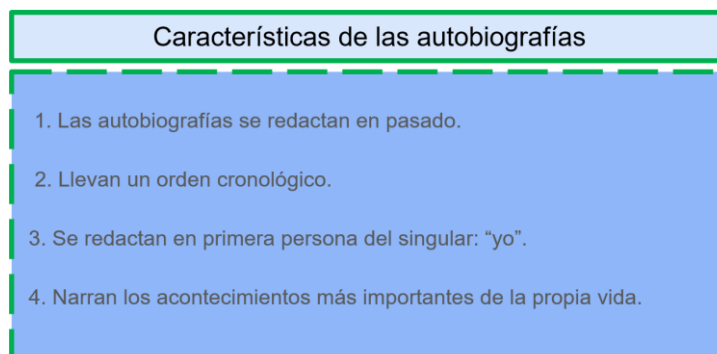 Características de las autobiografías
1. Las autobiografías se redactan en pasado.
2. Llevan un orden cronológico.
3. Se redactan en primera persona del singular: “yo”.
4. Narran los acontecimientos más importantes de la propia vida.